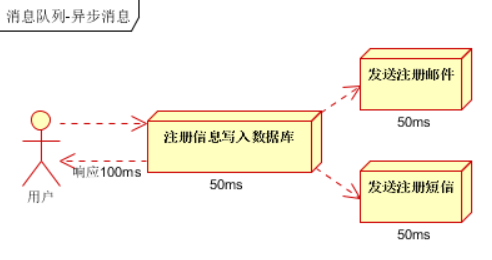 消息队列-异步消息
发送注册邮件
50ms
注册信息写入数据库
响应100ms
50ms
用户
发送注册短信
50ms